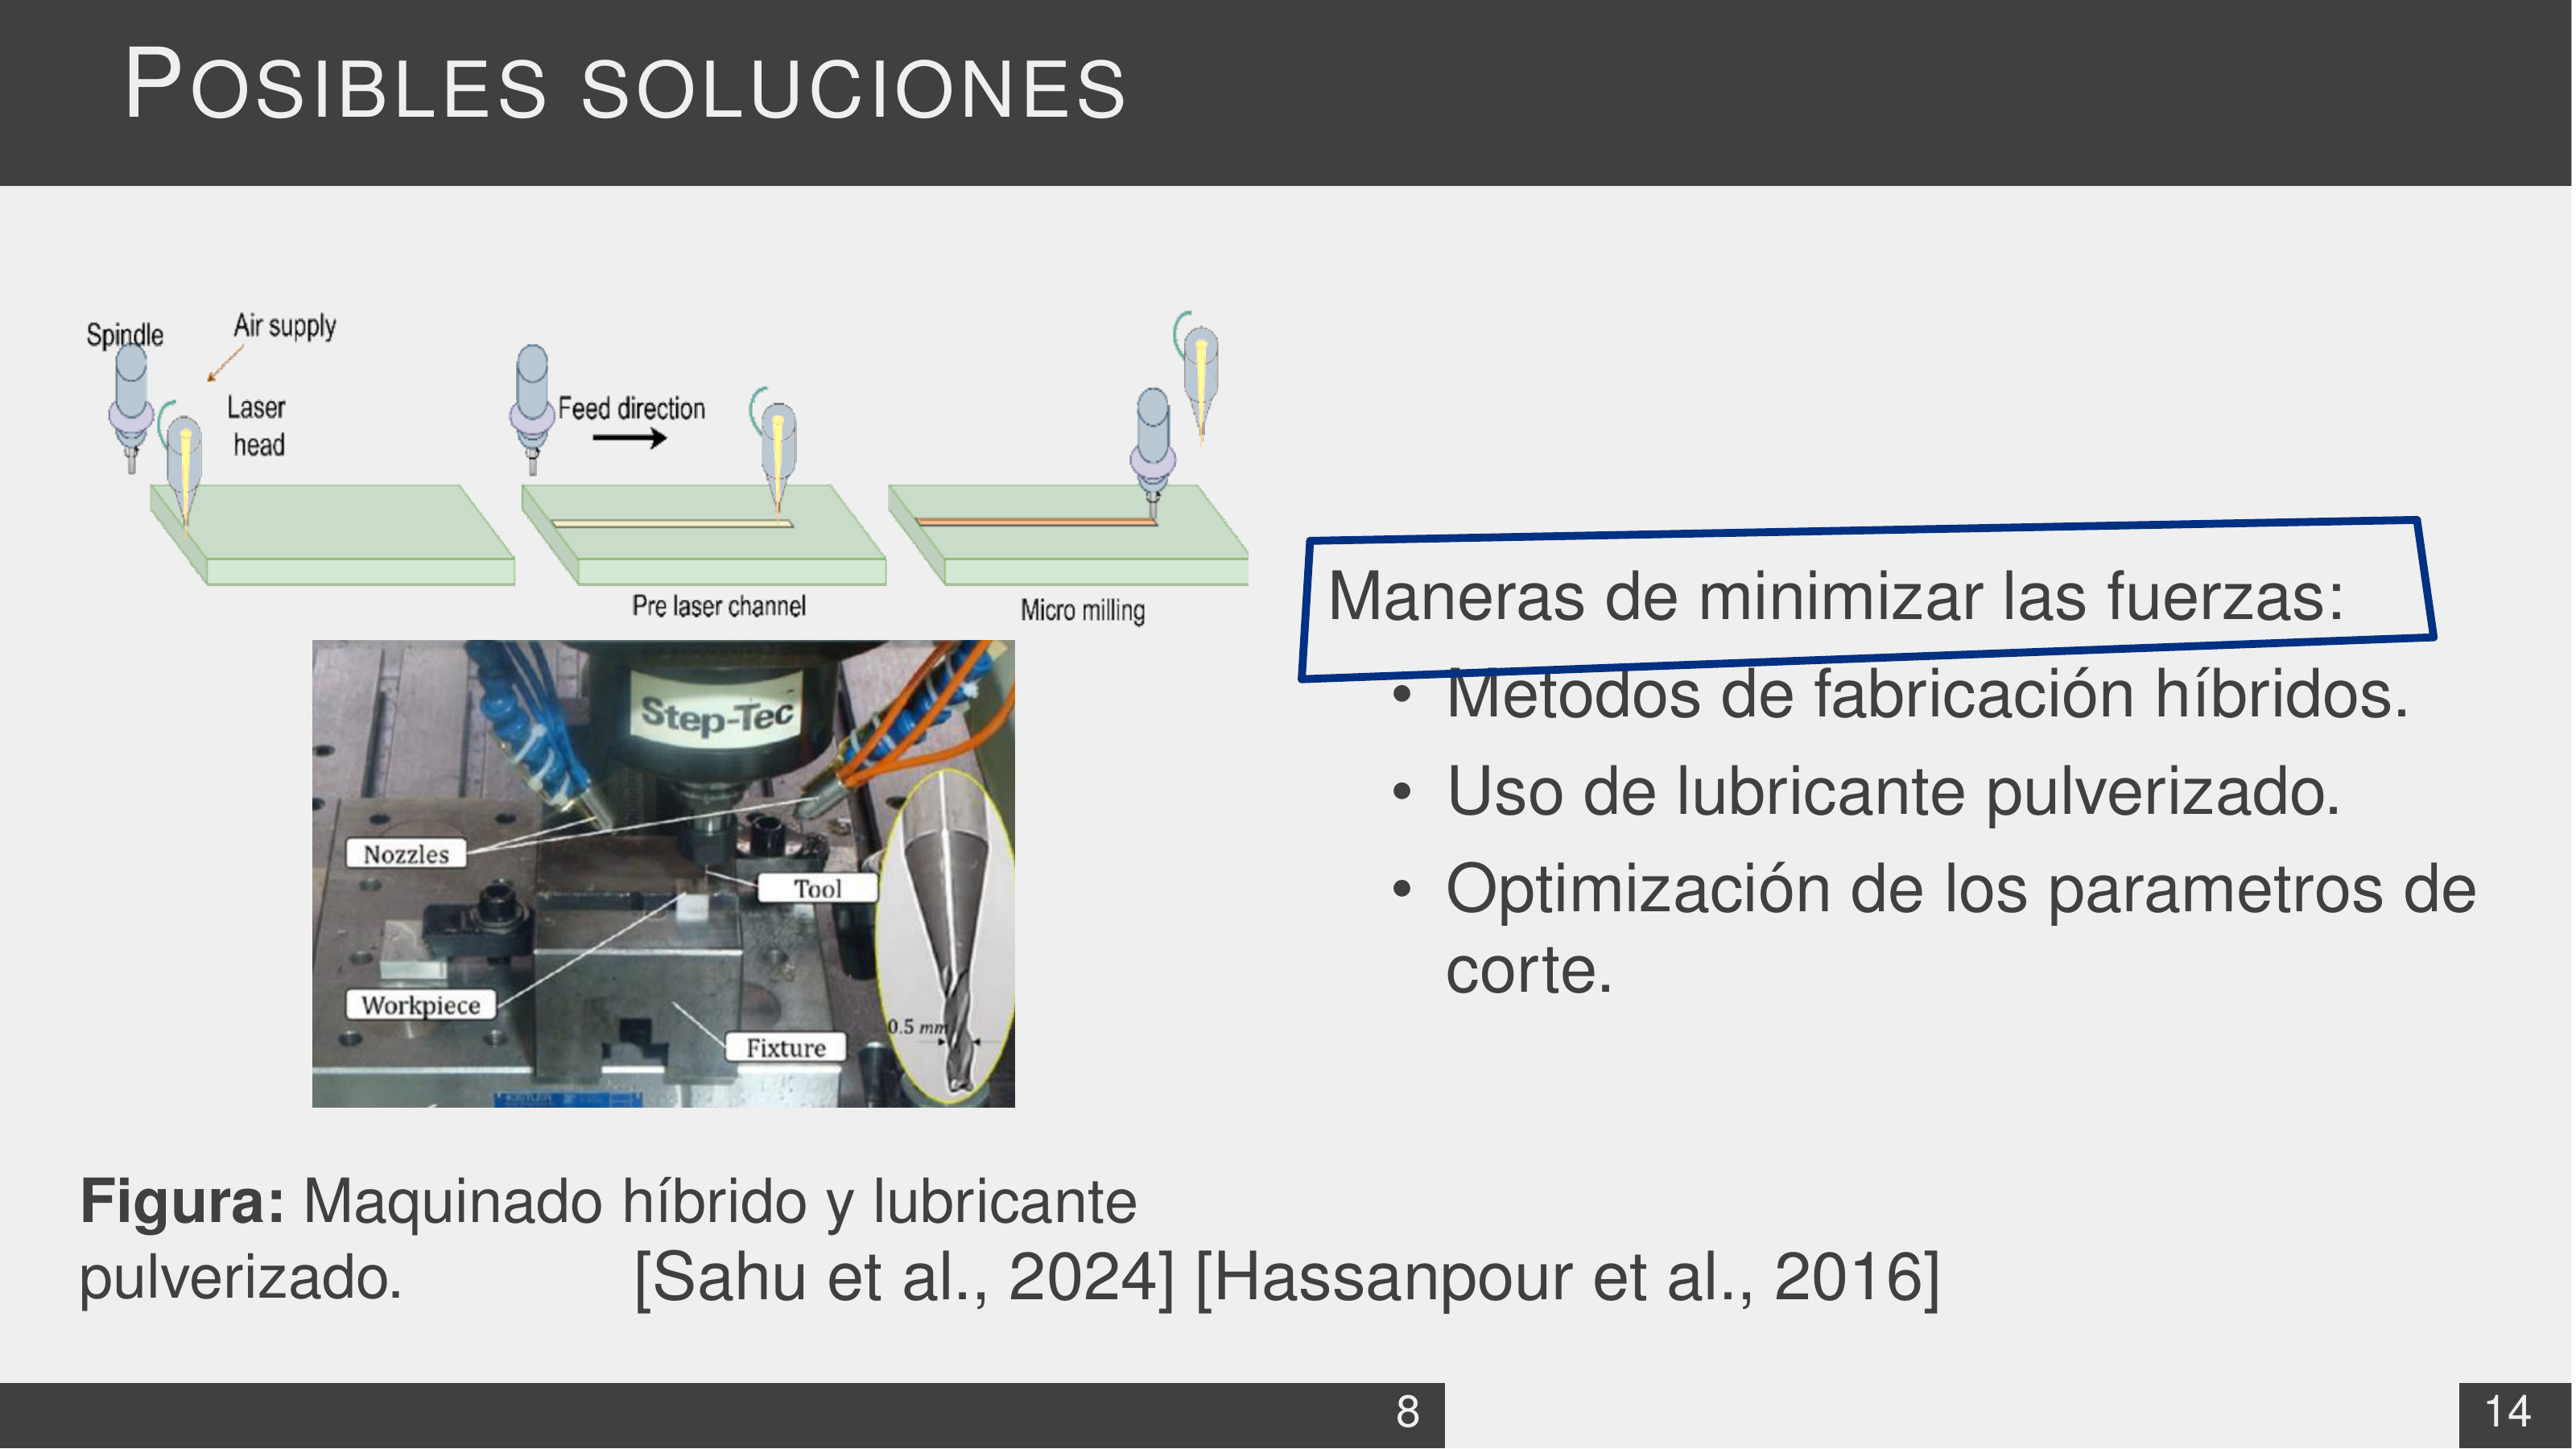 POSIBLES SOLUCIONES
Spindle
Air supply
Laser
head
Feed direction
Pre laser channel
Micro milling
Step-Tec
Nozzles
Tool
Workpiece
0.5 mm
Fixture
Maneras de minimizar las fuerzas:
• Metodos de fabricación híbridos.
• Uso de lubricante pulverizado.
• Optimización de los parametros de
corte.
Figura: Maquinado híbrido y lubricante
pulverizado.
[Sahu et al., 2024] [Hassanpour et al., 2016]
8
14